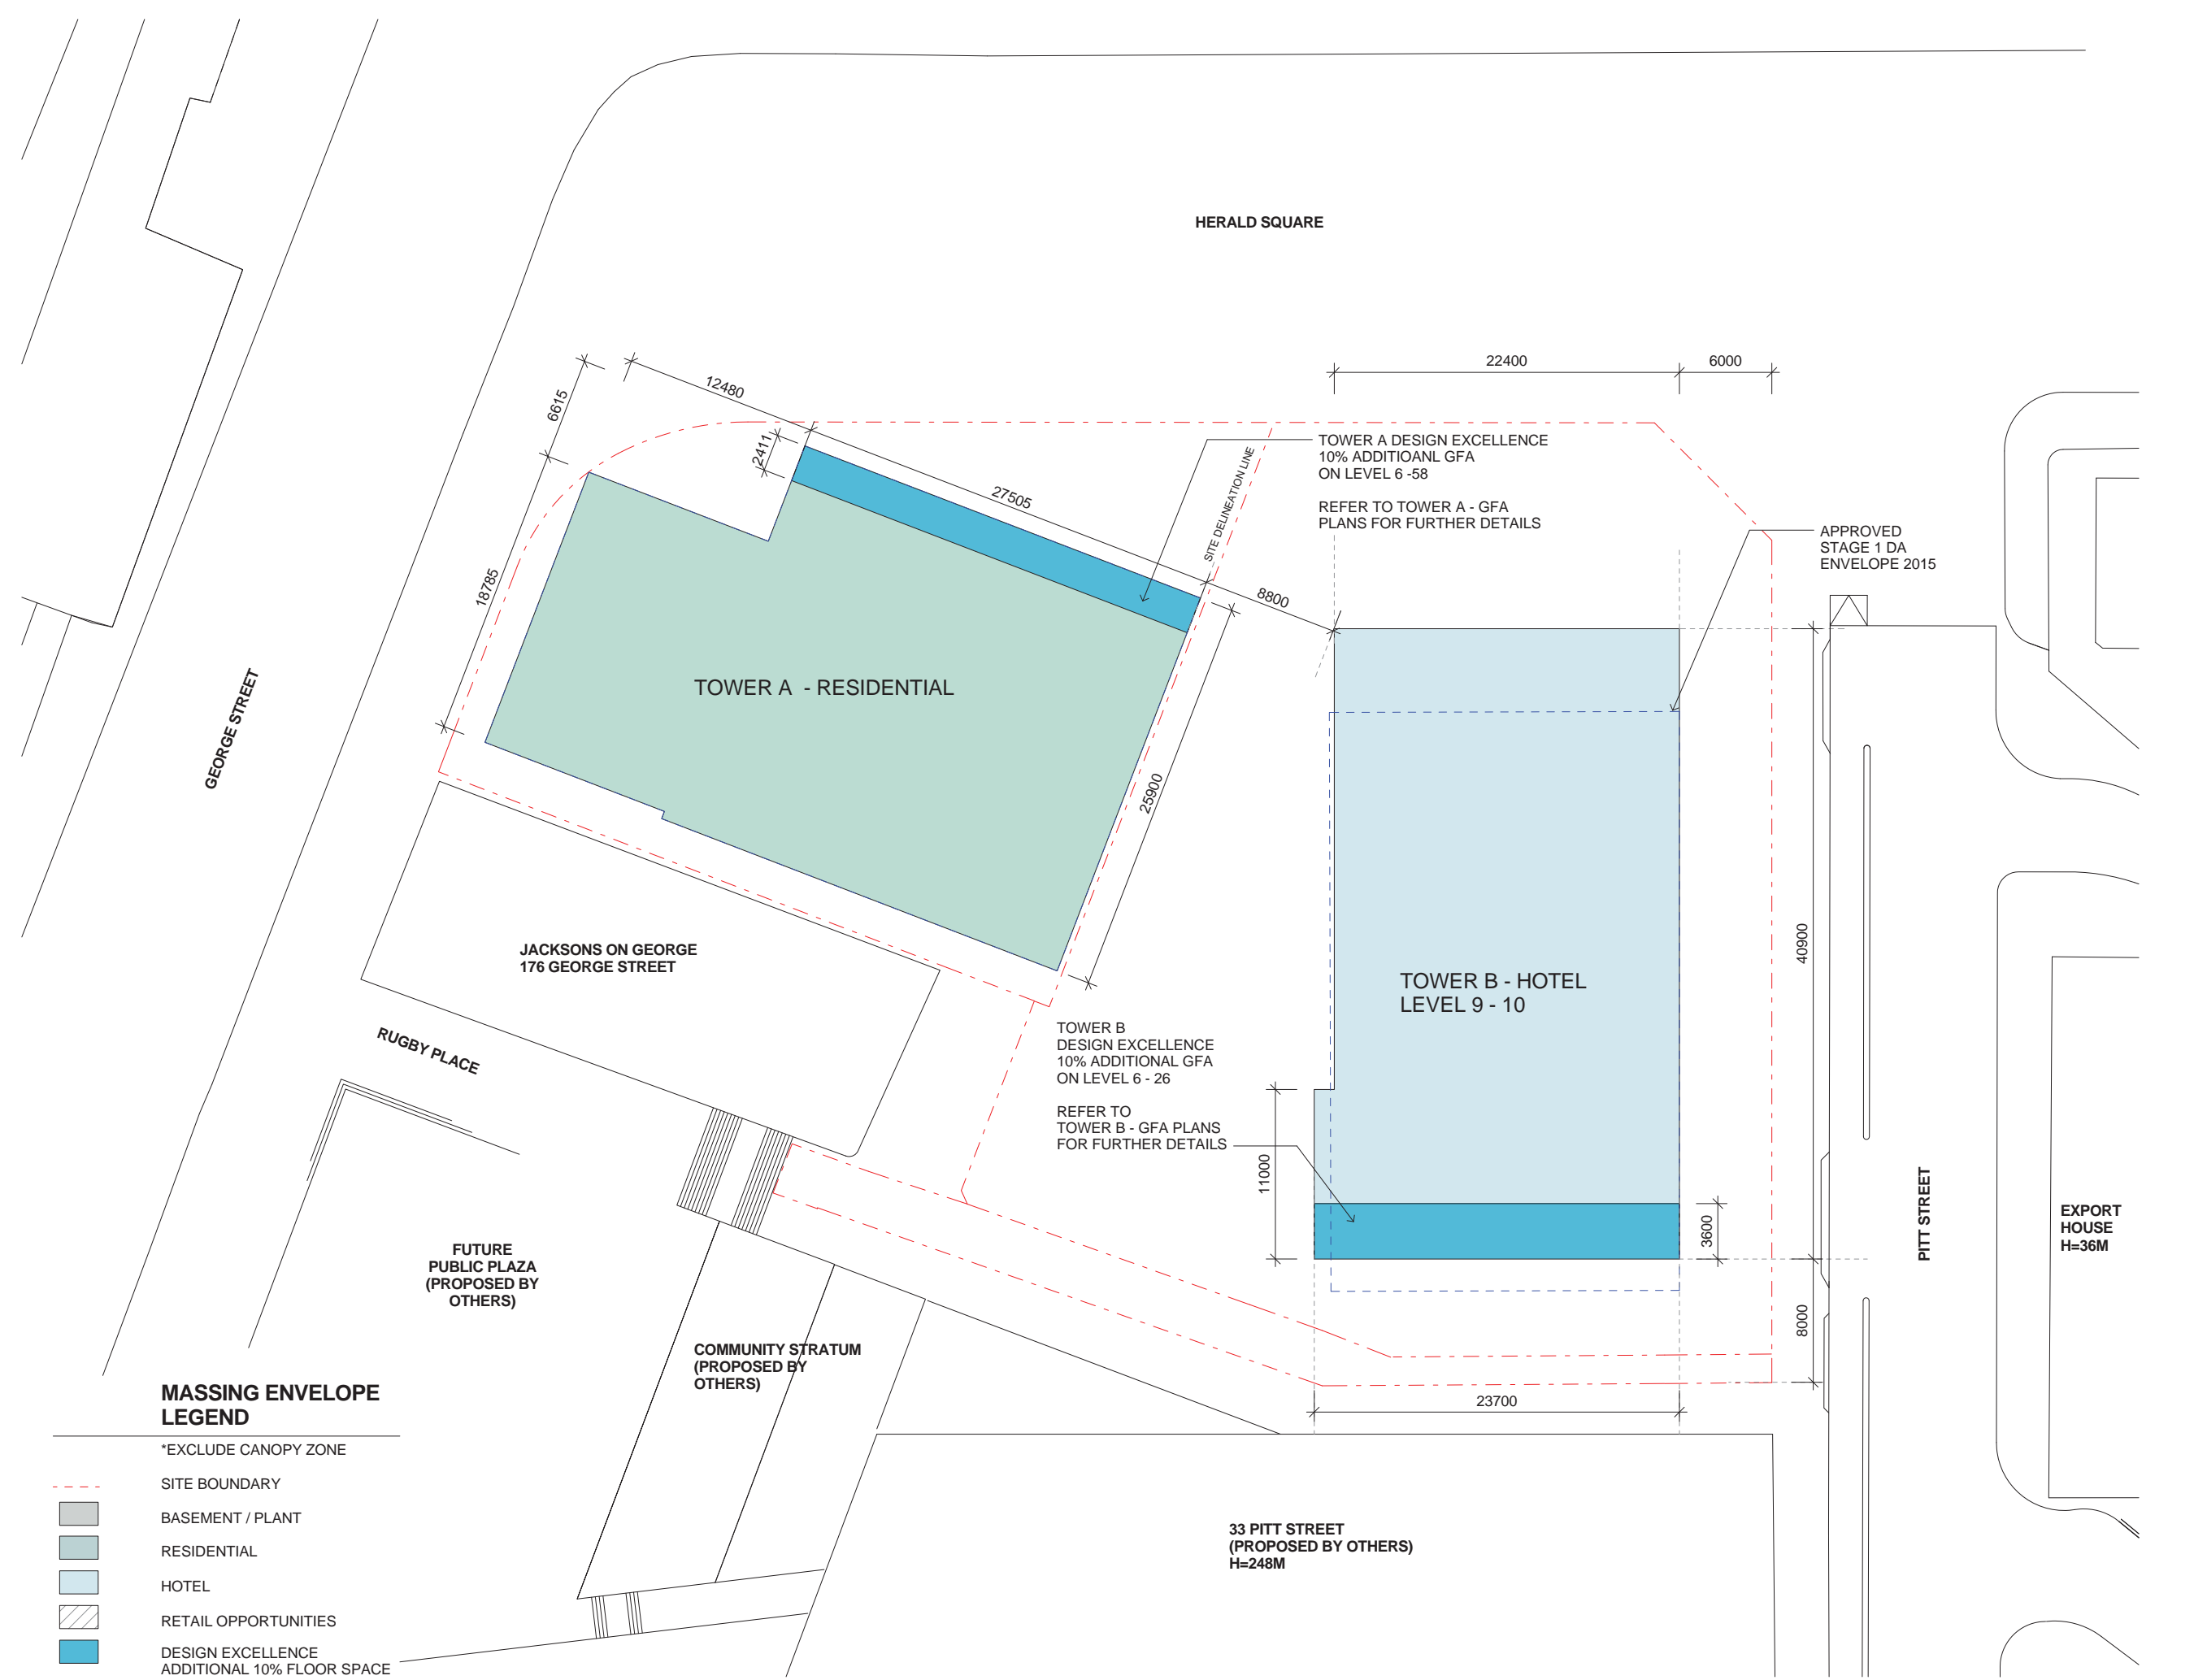 HERALD SQUARE
22400
6000
12480
6615
2411
27505
SITE DELINEATION LINE
TOWER A DESIGN EXCELLENCE
10% ADDITIOANL GFA
ON LEVEL 6 -58
REFER TO TOWER A - GFA
PLANS FOR FURTHER DETAILS
APPROVED
STAGE 1 DA
ENVELOPE 2015
18785
8800
TOWER A - RESIDENTIAL
GEORGE STREET
25900
40900
JACKSONS ON GEORGE
176 GEORGE STREET
TOWER B - HOTEL
LEVEL 9 - 10
RUGBY PLACE
TOWER B
DESIGN EXCELLENCE
10% ADDITIONAL GFA
ON LEVEL 6 - 26
REFER TO
TOWER B - GFA PLANS
FOR FURTHER DETAILS
11000
3600
PITT STREET
EXPORT
HOUSE
H=36M
FUTURE
PUBLIC PLAZA
(PROPOSED BY
OTHERS)
8000
COMMUNITY STRATUM
(PROPOSED BY
OTHERS)
23700
33 PITT STREET
(PROPOSED BY OTHERS)
H=248M
MASSING ENVELOPE
LEGEND
*EXCLUDE CANOPY ZONE
SITE BOUNDARY
BASEMENT / PLANT
RESIDENTIAL
HOTEL
RETAIL OPPORTUNITIES
DESIGN EXCELLENCE
ADDITIONAL 10% FLOOR SPACE